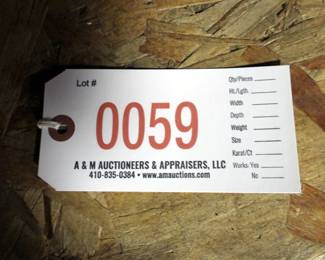 Lot #
0059
A & M AUCTIONEERS & APPRAISERS, LLC
410-835-0384 • www.amauctions.com
Qty/Pieces
Ht./Lgth.
Width
Depth
Weight
Size
Karat/Ct
Works: Yes
No